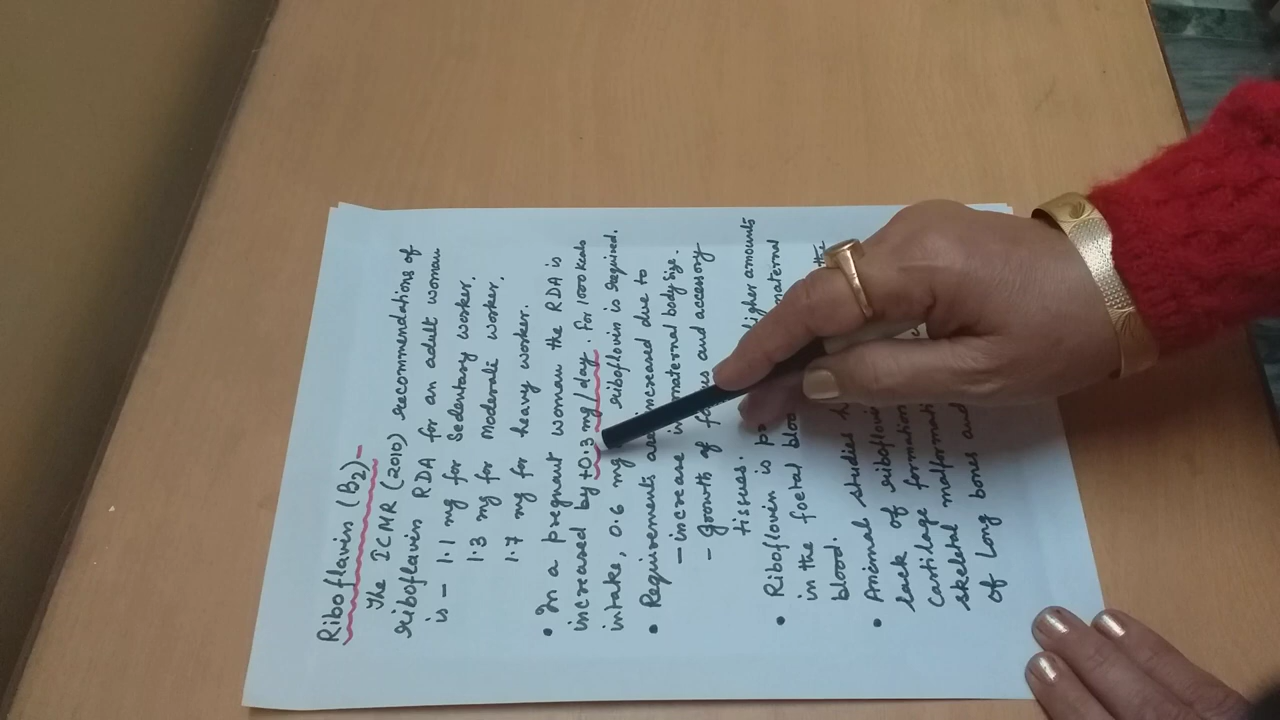 Riboflavin (B2) -
The ICMR (2010) recommendations of
riboflavin RDA for an adult woman
is - 1.1 mg for Sedentary worker.
1.3 mg for Moderate worker.
1.7 mg for heavy worker.
• In a pregnant woman the RDA is
increased by +0.3 mg/day. For 1000 kcals
intake, 0.6 mg riboflavin is required.
• Requirements are increased due to
- increase in maternal body size.
- Growth of and accessory
tissues.
• Riboflavin is higher amounts
in the foetal maternal
blood. the
• Animal studies
lack of
cartilage
skeletal
of Long bones and